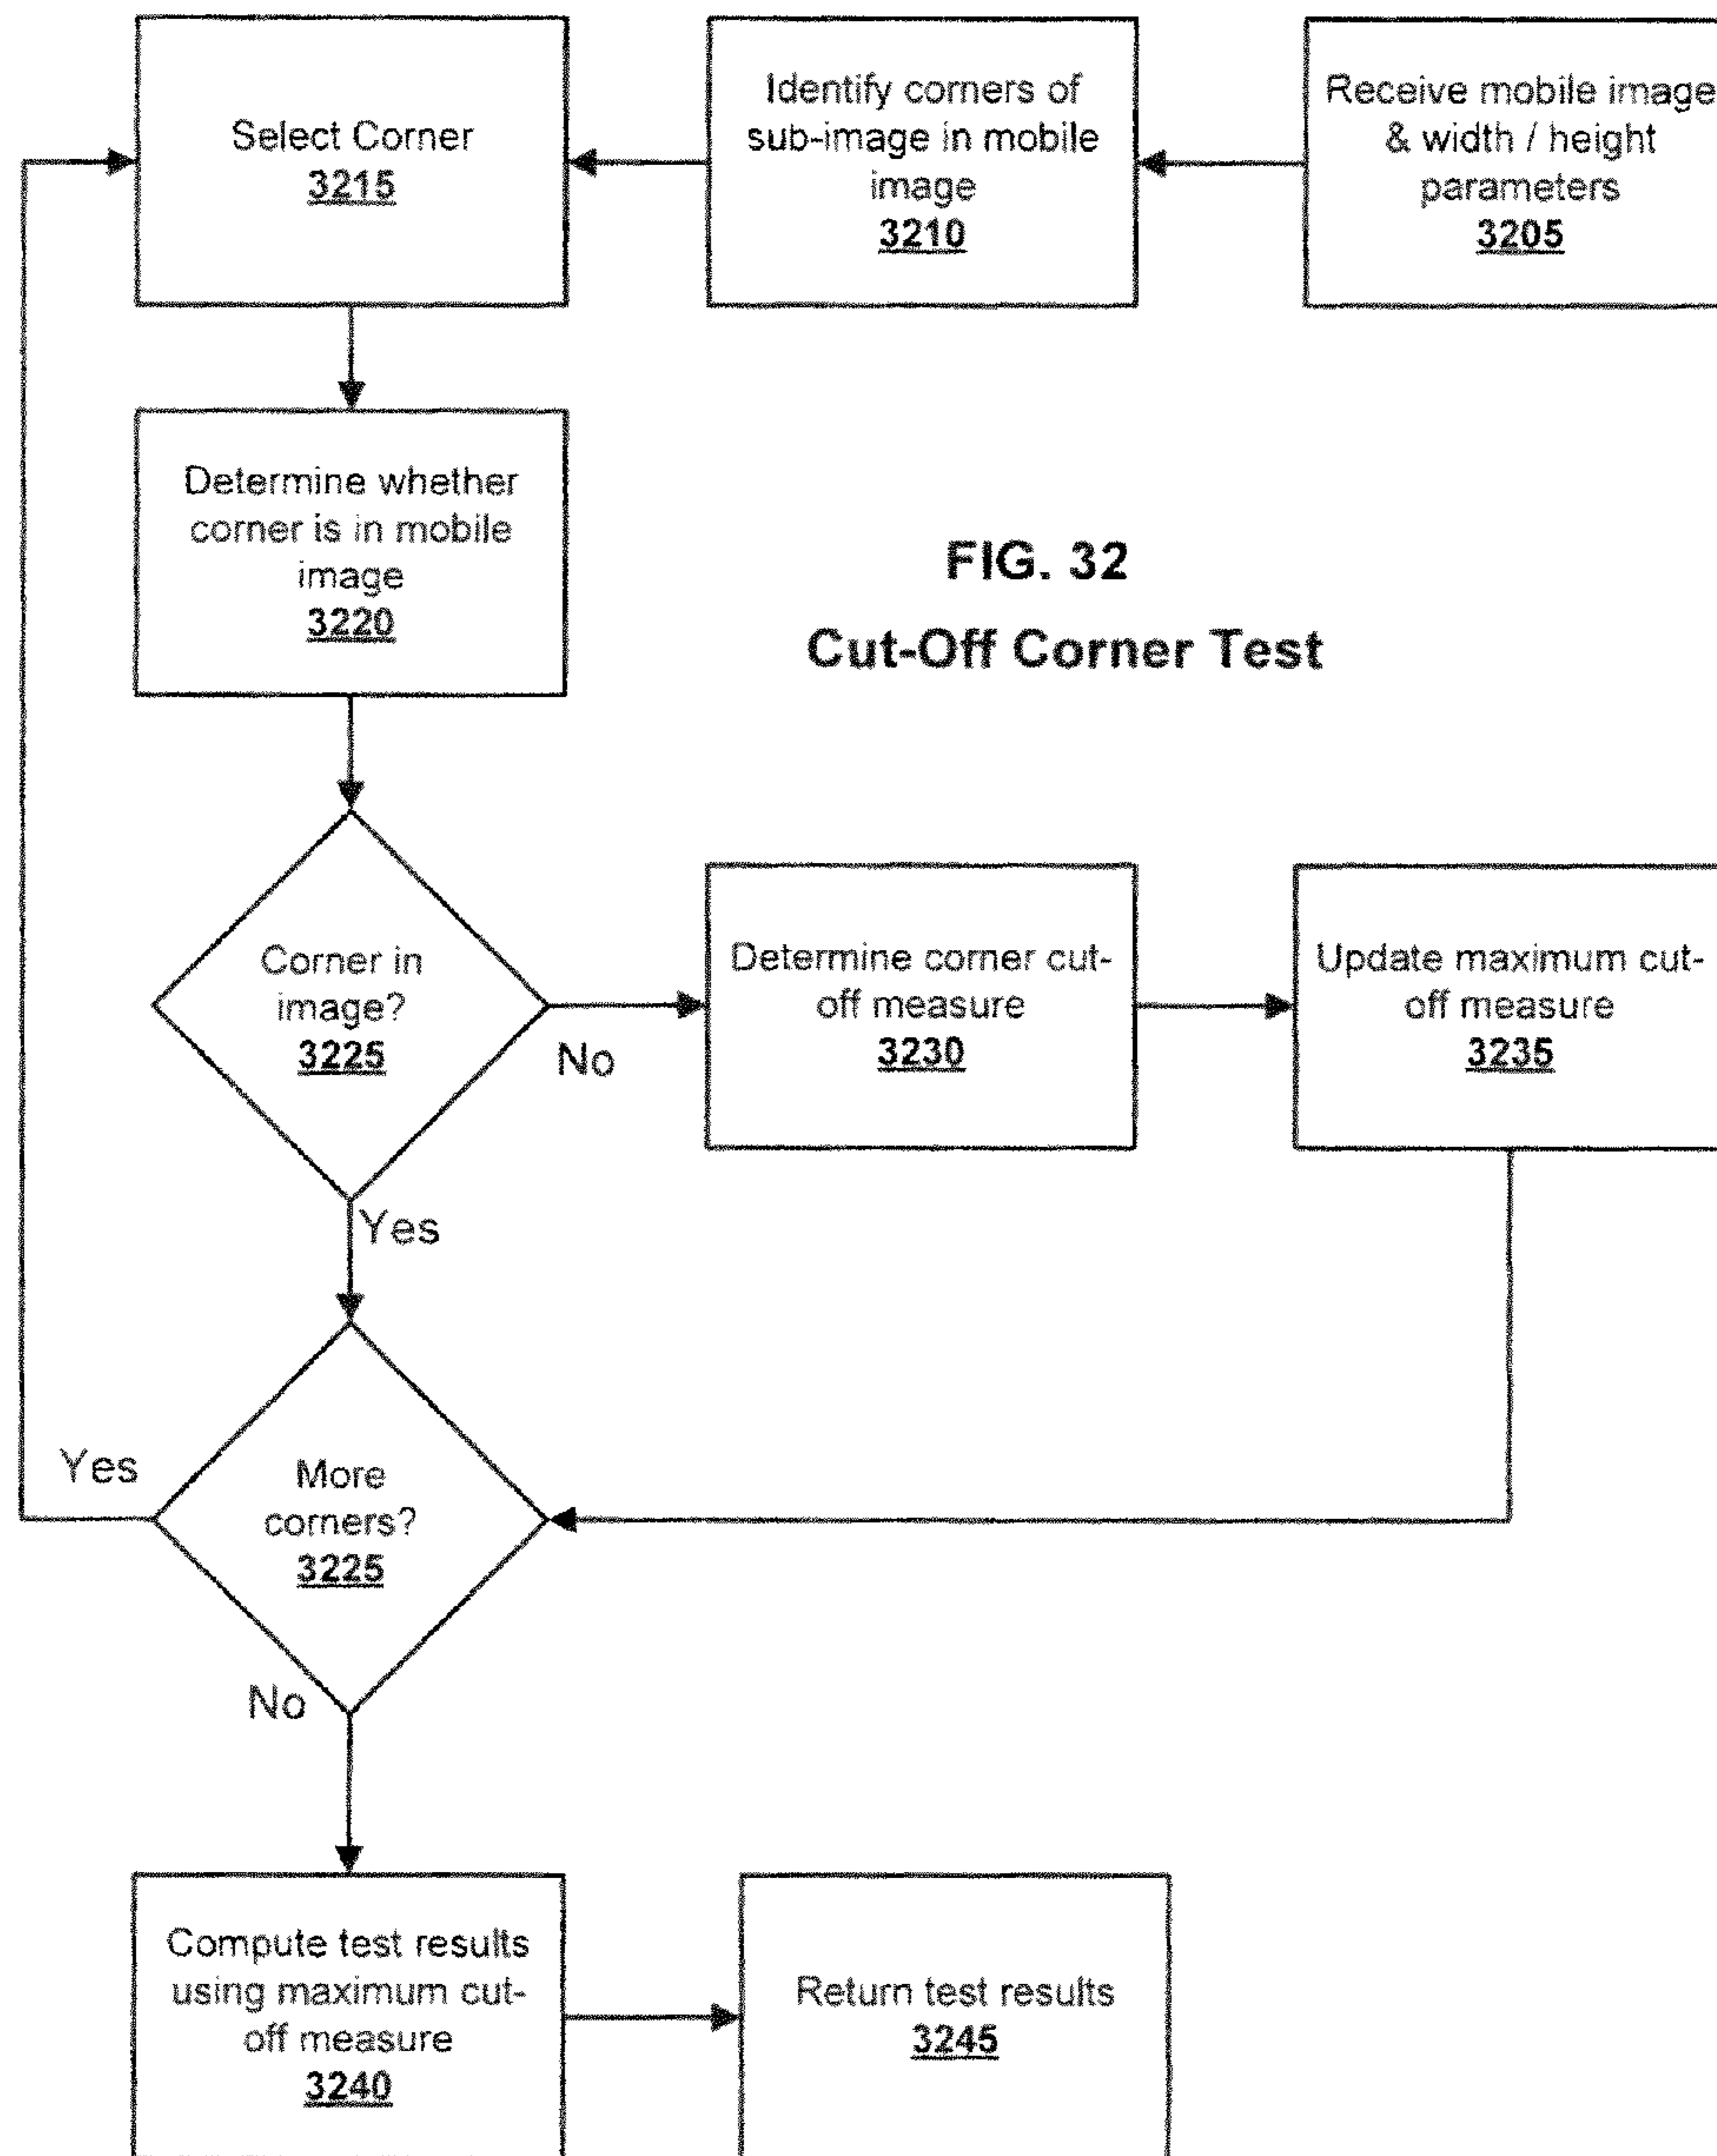 Receive mobile image
& width / height
parameters
3205
Identify corners of
sub-image in mobile
image
3210
Select Corner
3215
Determine whether
corner is in mobile
image
3220
FIG. 32
Cut-Off Corner Test
Corner in
image?
3225
No
Yes
Determine corner cut-
off measure
3230
Update maximum cut-
off measure
3235
More
corners?
3225
Yes
No
Compute test results
using maximum cut-
off measure
3240
Return test results
3245